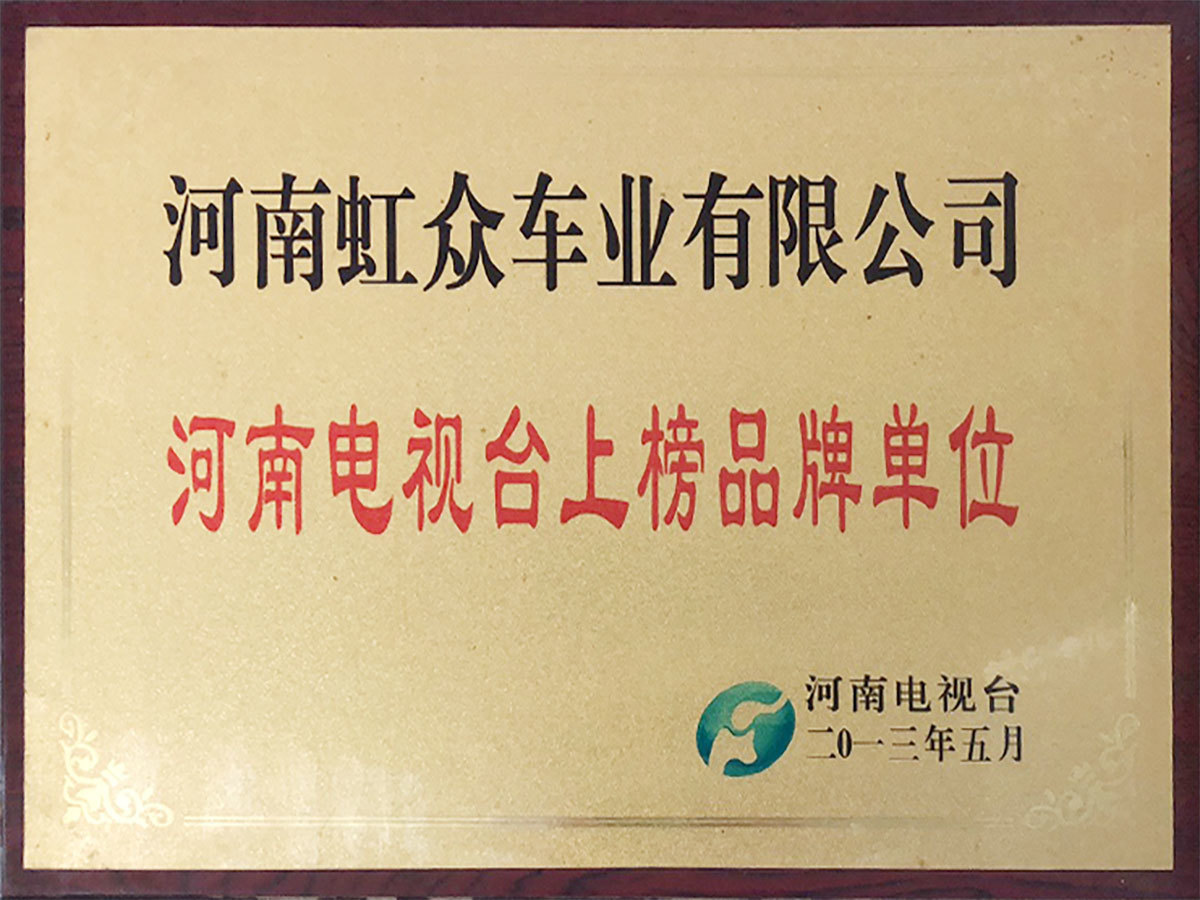 河南虹众车业有限公司
河南电视台上榜品牌单位
河南电视台
二〇一三年五月